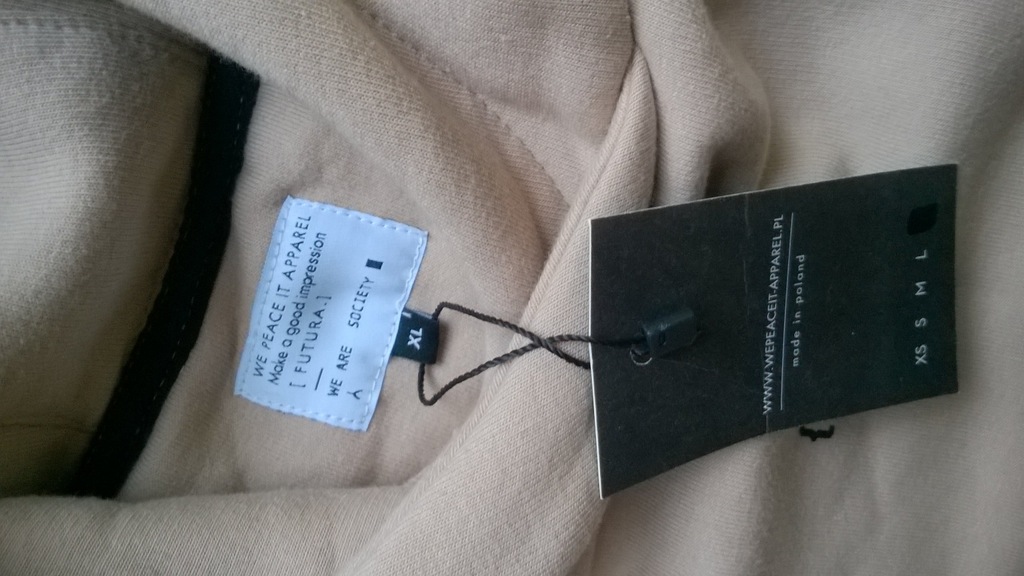 WE PEACE IT APPAREL
Make a good impression
[ FUTURA. ]
WE ARE SOCIETY
XL
WWW.WEPEACEIT-APPAREL.PL
made in poland
XS S M L